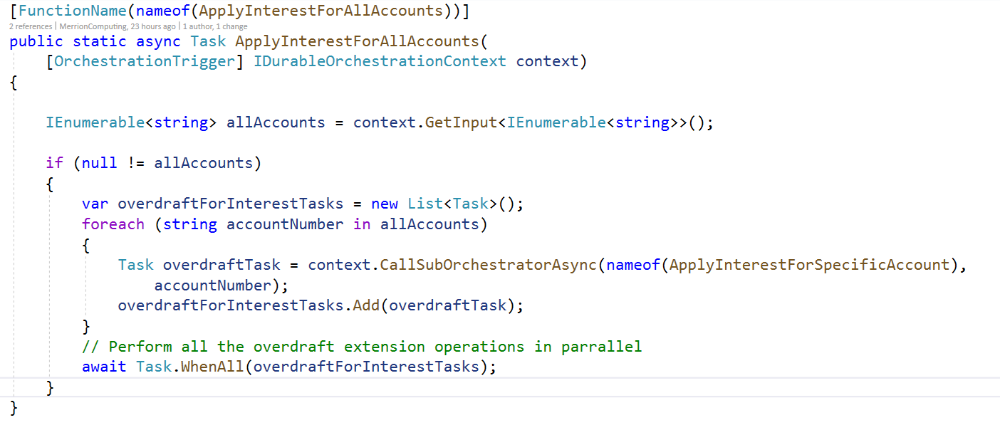 [FunctionName(nameof(ApplyInterestForAllAccounts))]
2 references | MerrionComputing, 23 hours ago | 1 author, 1 change
public static async Task ApplyInterestForAllAccounts(
[OrchestrationTrigger] IDurableOrchestrationContext context)
{
IEnumerable<string> allAccounts = context.GetInput<IEnumerable<string>>();
if (null != allAccounts)
{
var overdraftForInterestTasks = new List<Task>();
foreach (string accountNumber in allAccounts)
{
Task overdraftTask = context.CallSubOrchestratorAsync(nameof(ApplyInterestForSpecificAccount),
accountNumber);
overdraftForInterestTasks.Add(overdraftTask);
}
// Perform all the overdraft extension operations in parrallel
await Task.WhenAll(overdraftForInterestTasks);
}
}